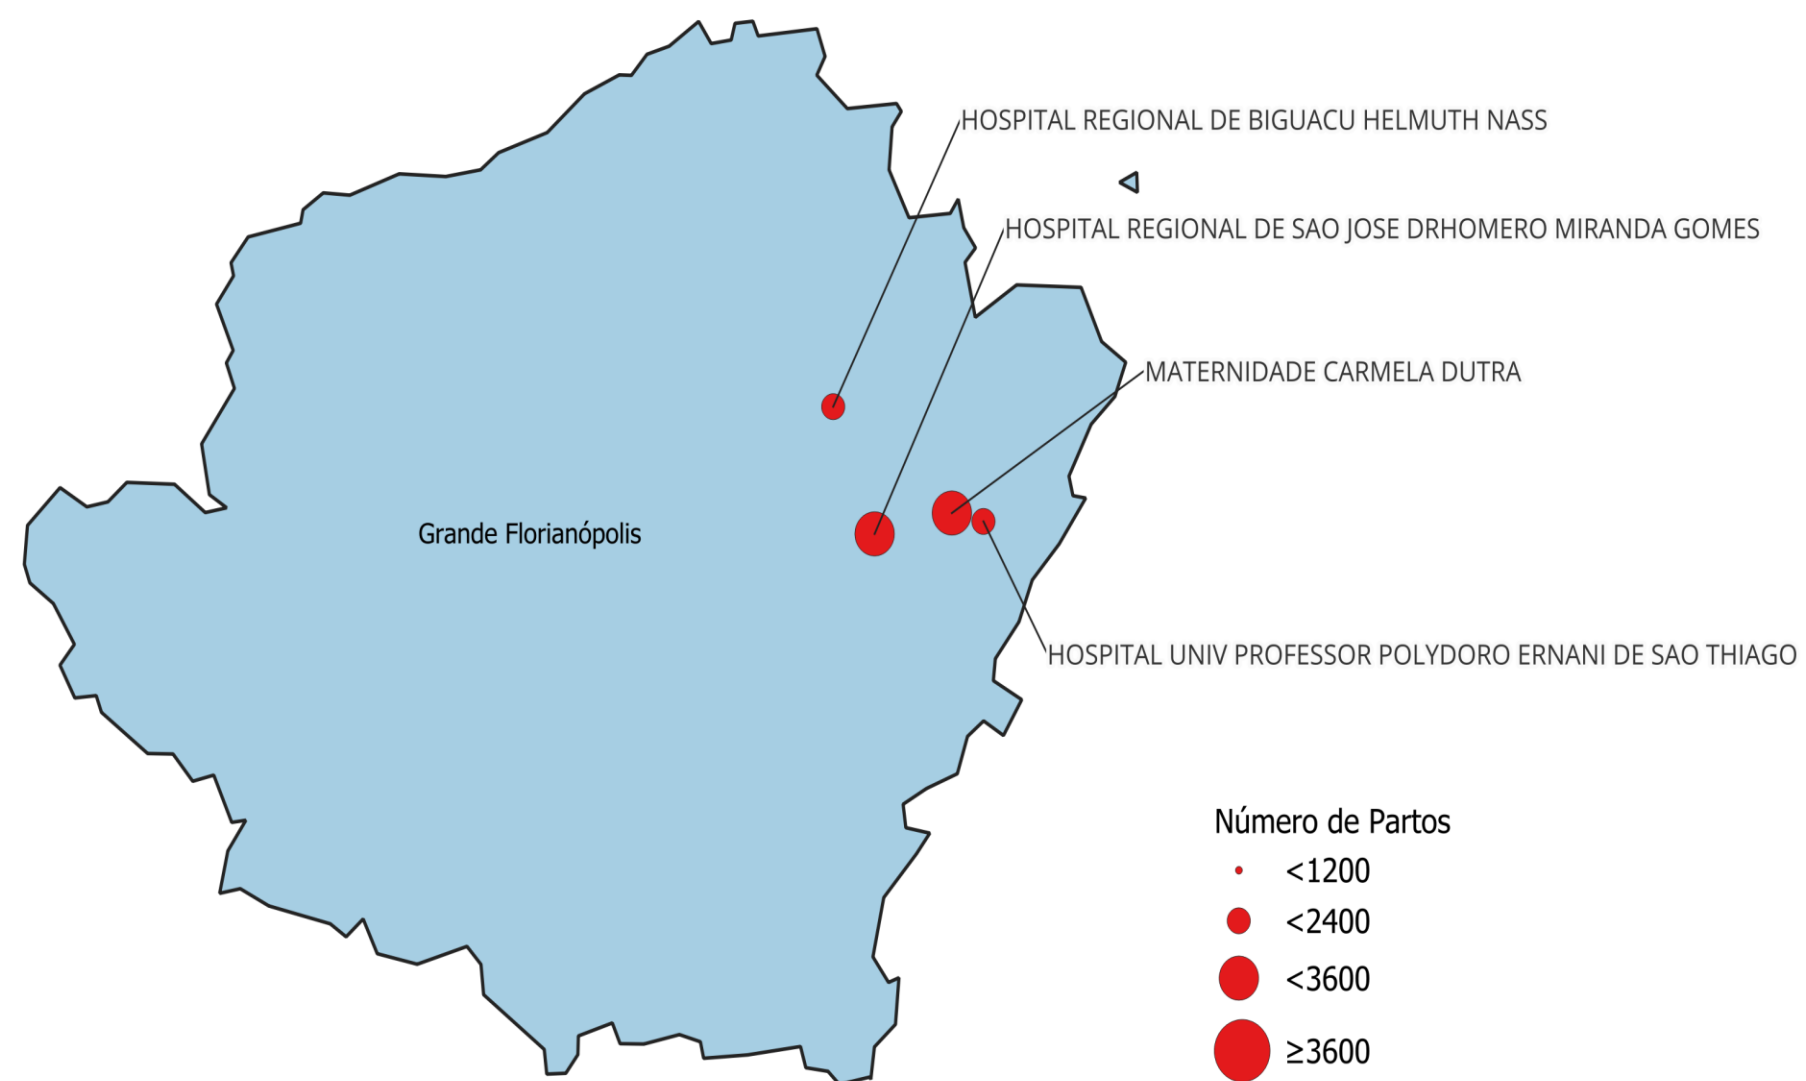 HOSPITAL REGIONAL DE BIGUACU HELMUTH NASS
HOSPITAL REGIONAL DE SAO JOSE DRHOMERO MIRANDA GOMES
MATERNIDADE CARMELA DUTRA
Grande Florianópolis
HOSPITAL UNIV PROFESSOR POLYDORO ERNANI DE SAO THIAGO
Número de Partos
<1200
<2400
<3600
≥3600